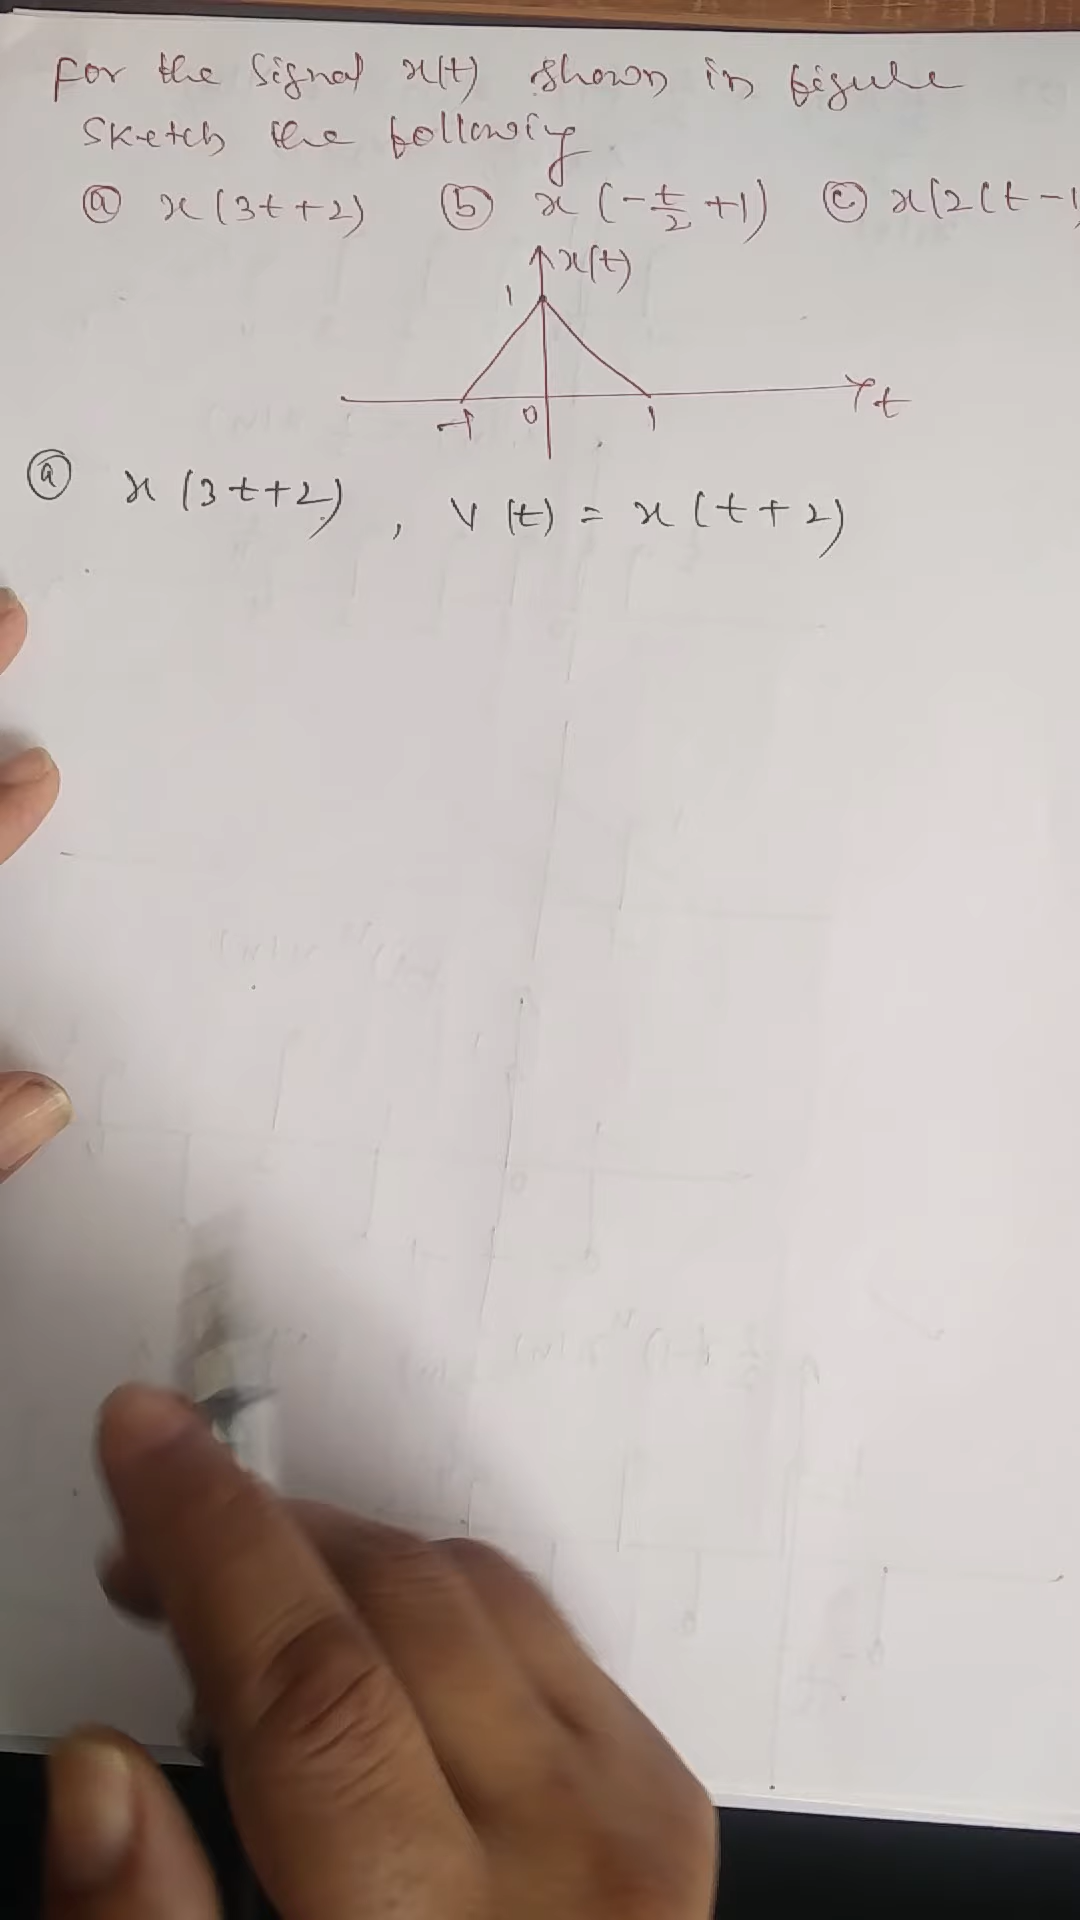 For the signal x(t) shown in figure
sketch the following
ⓐ x(3t+2) ⓑ x(-t/2 +1) ⓒ x(2(t-1
x(t)
1
-1 0 1 t
ⓐ x(3t+2), v(t) = x(t+2)